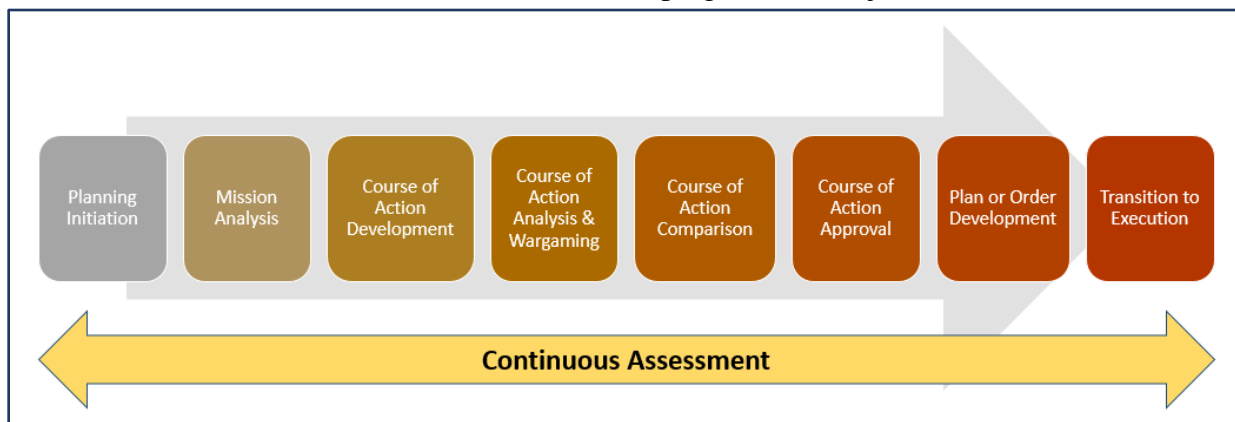 Planning
Initiation
Mission
Analysis
Course of
Action
Development
Course of
Action
Analysis &
Wargaming
Course of
Action
Comparison
Course of
Action
Approval
Plan or Order
Development
Transition to
Execution
Continuous Assessment